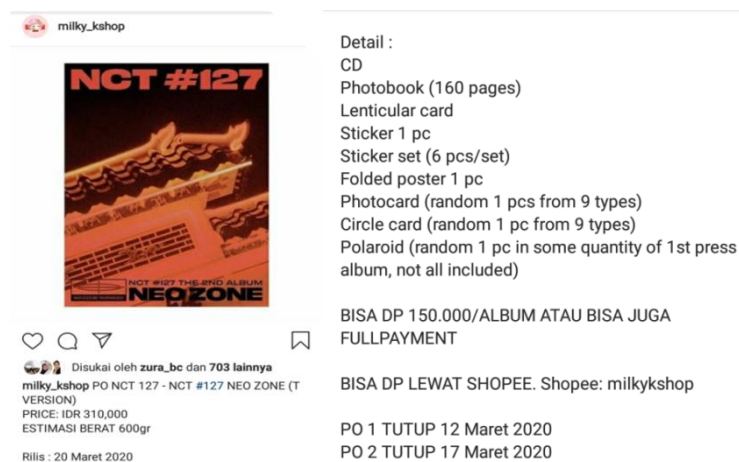 milky_kshop
NCT #127
NCT #127 THE 2ND ALBUM
NEO ZONE
Disukai oleh zura_bc dan 703 lainnya
milky_kshop PO NCT 127 - NCT #127 NEO ZONE (T
VERSION)
PRICE: IDR 310,000
ESTIMASI BERAT 600gr
Rilis : 20 Maret 2020
Detail :
CD
Photobook (160 pages)
Lenticular card
Sticker 1 pc
Sticker set (6 pcs/set)
Folded poster 1 pc
Photocard (random 1 pcs from 9 types)
Circle card (random 1 pc from 9 types)
Polaroid (random 1 pc in some quantity of 1st press
album, not all included)
BISA DP 150.000/ALBUM ATAU BISA JUGA
FULLPAYMENT
BISA DP LEWAT SHOPEE. Shopee: milkykshop
PO 1 TUTUP 12 Maret 2020
PO 2 TUTUP 17 Maret 2020